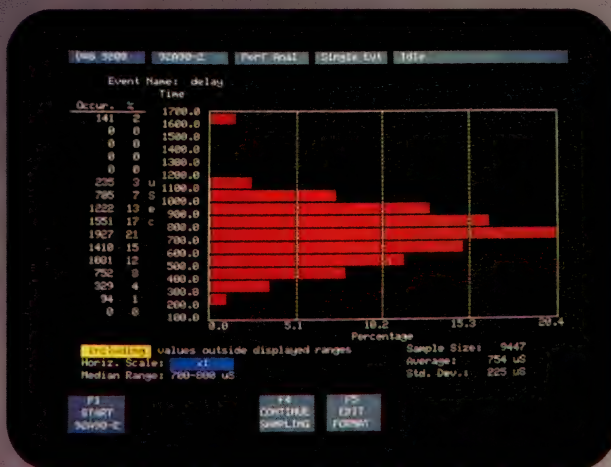 DAS 9200 92A90-Z Perf Anal Single Evt Idle
Event Name: delay
Time
Occur. %
1700.0
141 2
1600.0
0 0
1500.0
0 0
1400.0
0 0
1300.0
0 0
1200.0
235 3 u
1100.0
705 7 S
1000.0
1222 13 e
900.0
1551 17 c
800.0
1927 21
700.0
1410 15
600.0
1081 12
500.0
752 8
400.0
329 4
300.0
94 1
200.0
0 0
100.0
0.0 5.1 10.2 15.3 20.4
Percentage
Including values outside displayed ranges
Horiz. Scale: x1
Median Range: 700-800 uS
Sample Size: 9447
Average: 754 uS
Std. Dev.: 225 uS
F1
START
92A90-Z
F4
CONTINUE
SAMPLING
F5
EDIT
FORMAT